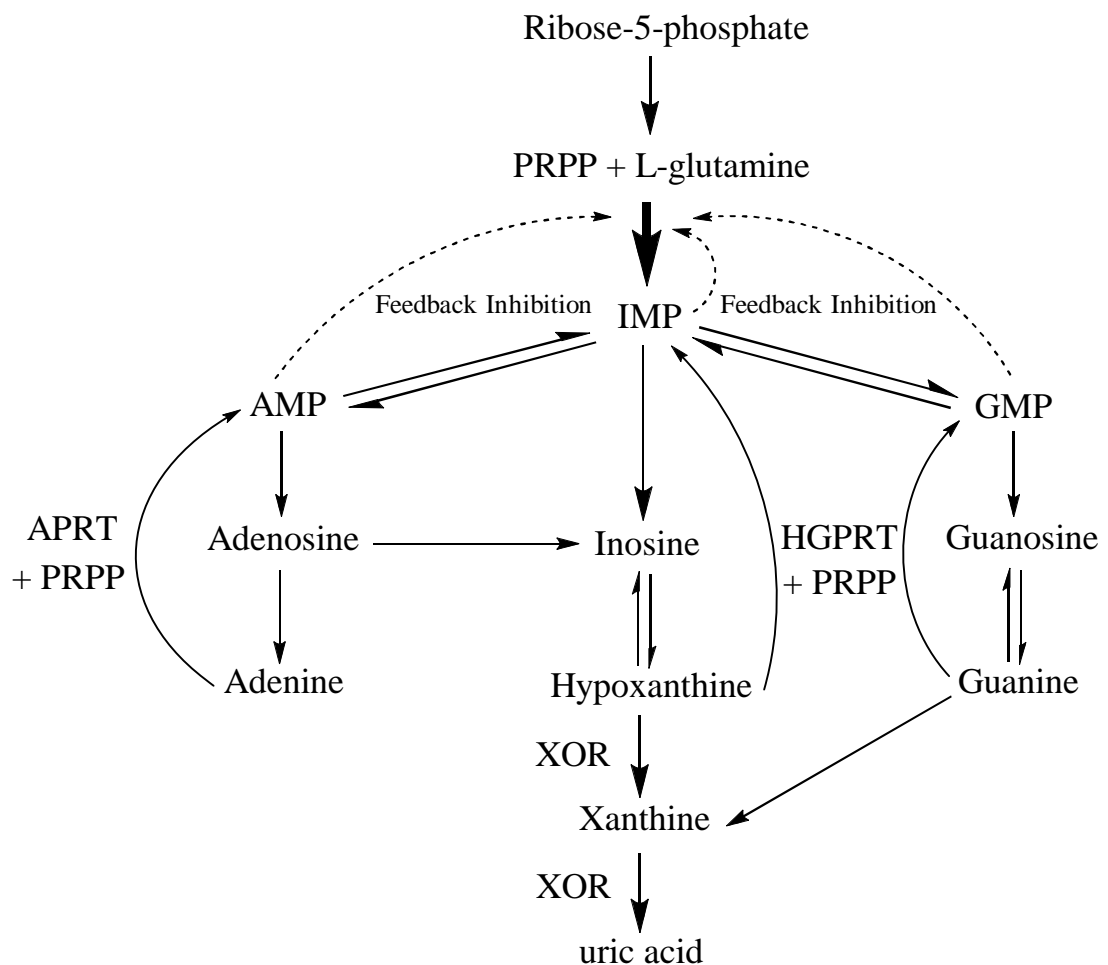 Ribose-5-phosphate
PRPP + L-glutamine
Feedback Inhibition
IMP
Feedback Inhibition
AMP
GMP
APRT
+ PRPP
Adenosine
Inosine
HGPRT
+ PRPP
Guanosine
Adenine
Hypoxanthine
Guanine
XOR
Xanthine
XOR
uric acid